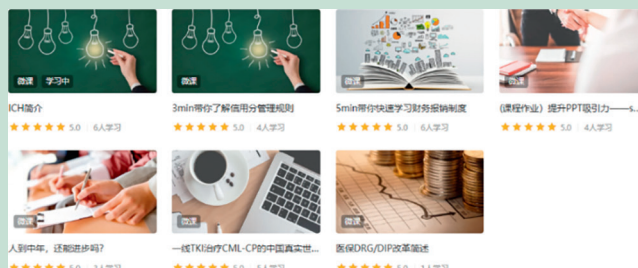 微课 学习中
微课
微课
微课
ICH简介
3min带你了解信用分管理规则
5min带你快速学习财务报销制度
(课程作业) 提升PPT吸引力——s...
5.0 6人学习
5.0 4人学习
5.0 6人学习
5.0 4人学习
微课
微课
微课
人到中年,还能进步吗?
一线TKI治疗CML-CP的中国真实世...
医保DRG/DIP改革简述